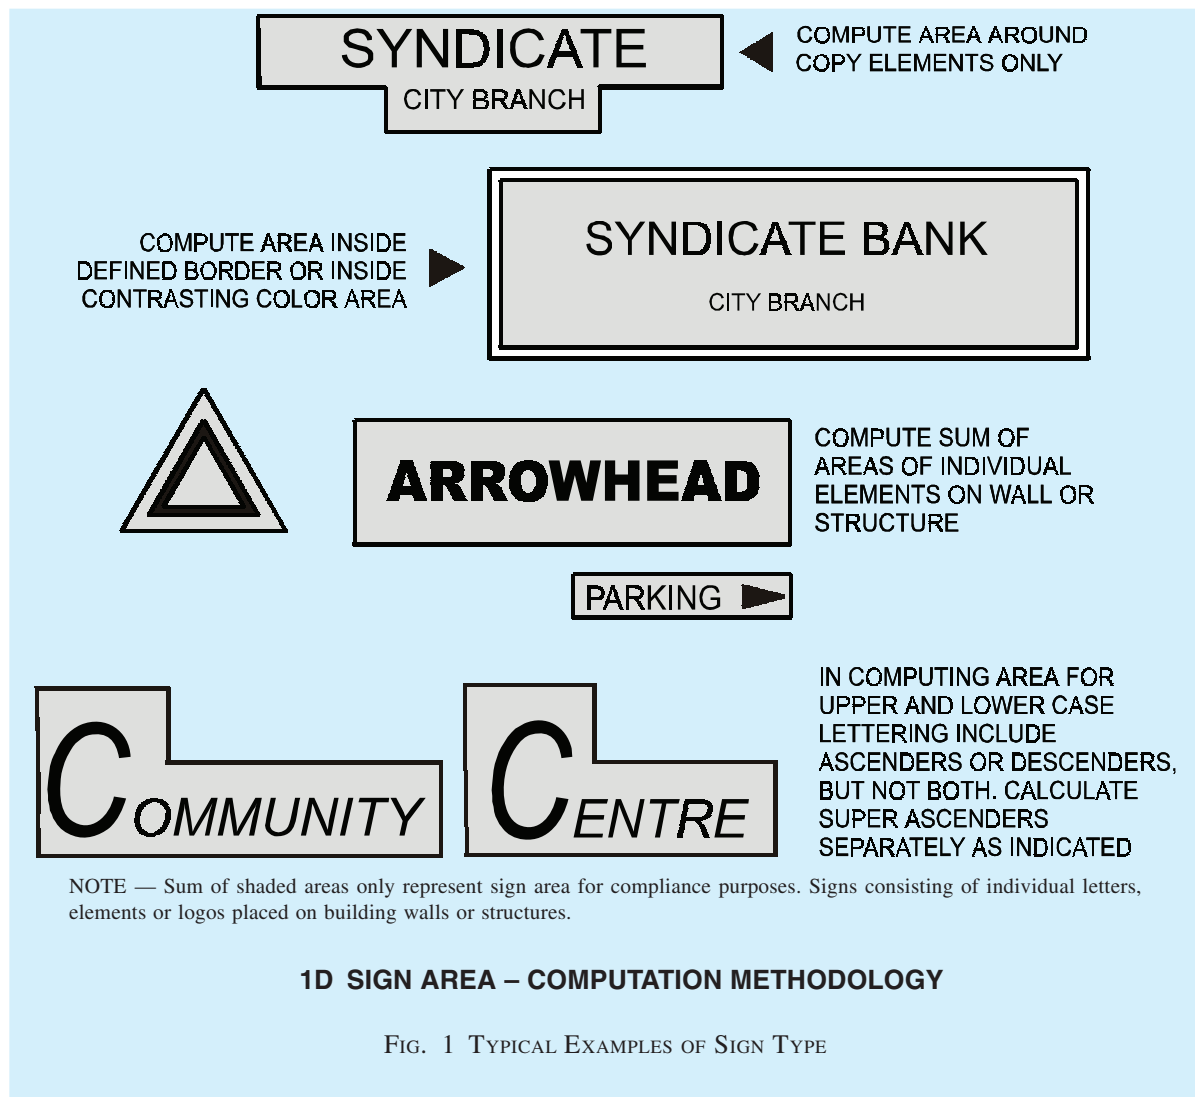 SYNDICATE
CITY BRANCH
COMPUTE AREA AROUND
COPY ELEMENTS ONLY
COMPUTE AREA INSIDE
DEFINED BORDER OR INSIDE
CONTRASTING COLOR AREA
SYNDICATE BANK
CITY BRANCH
ARROWHEAD
PARKING
COMPUTE SUM OF
AREAS OF INDIVIDUAL
ELEMENTS ON WALL OR
STRUCTURE
COMMUNITY
CENTRE
IN COMPUTING AREA FOR
UPPER AND LOWER CASE
LETTERING INCLUDE
ASCENDERS OR DESCENDERS,
BUT NOT BOTH. CALCULATE
SUPER ASCENDERS
SEPARATELY AS INDICATED
NOTE — Sum of shaded areas only represent sign area for compliance purposes. Signs consisting of individual letters,
elements or logos placed on building walls or structures.
1D SIGN AREA – COMPUTATION METHODOLOGY
FIG. 1 TYPICAL EXAMPLES OF SIGN TYPE